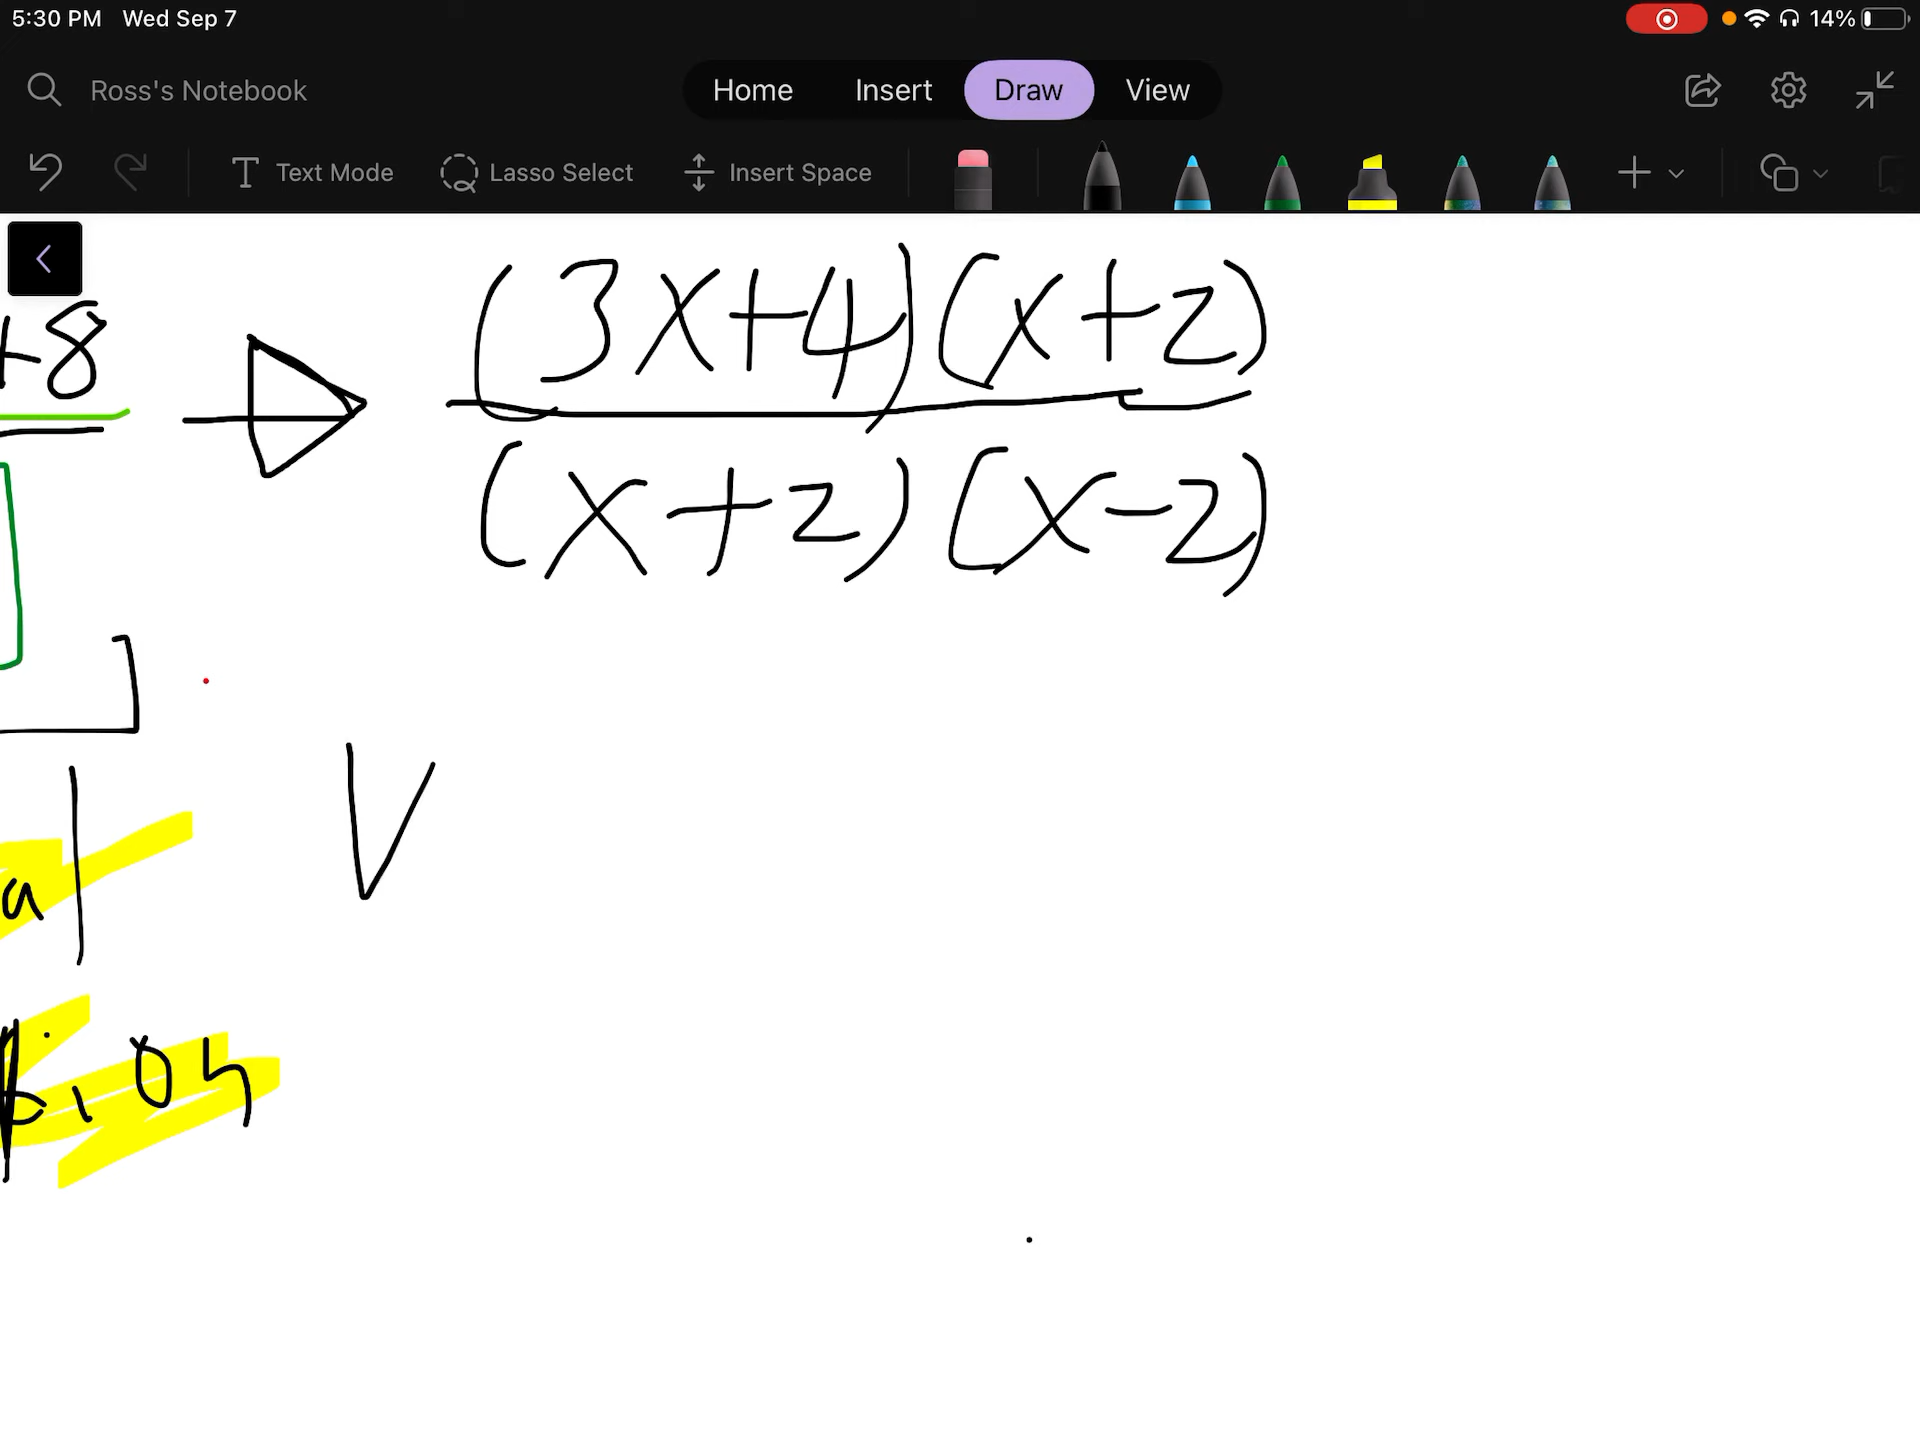 5:30 PM Wed Sep 7
14%
Ross's Notebook
Home Insert Draw View
Text Mode Lasso Select Insert Space
+8
(3x+4)(x+2)
(x+2)(x-2)
V
a